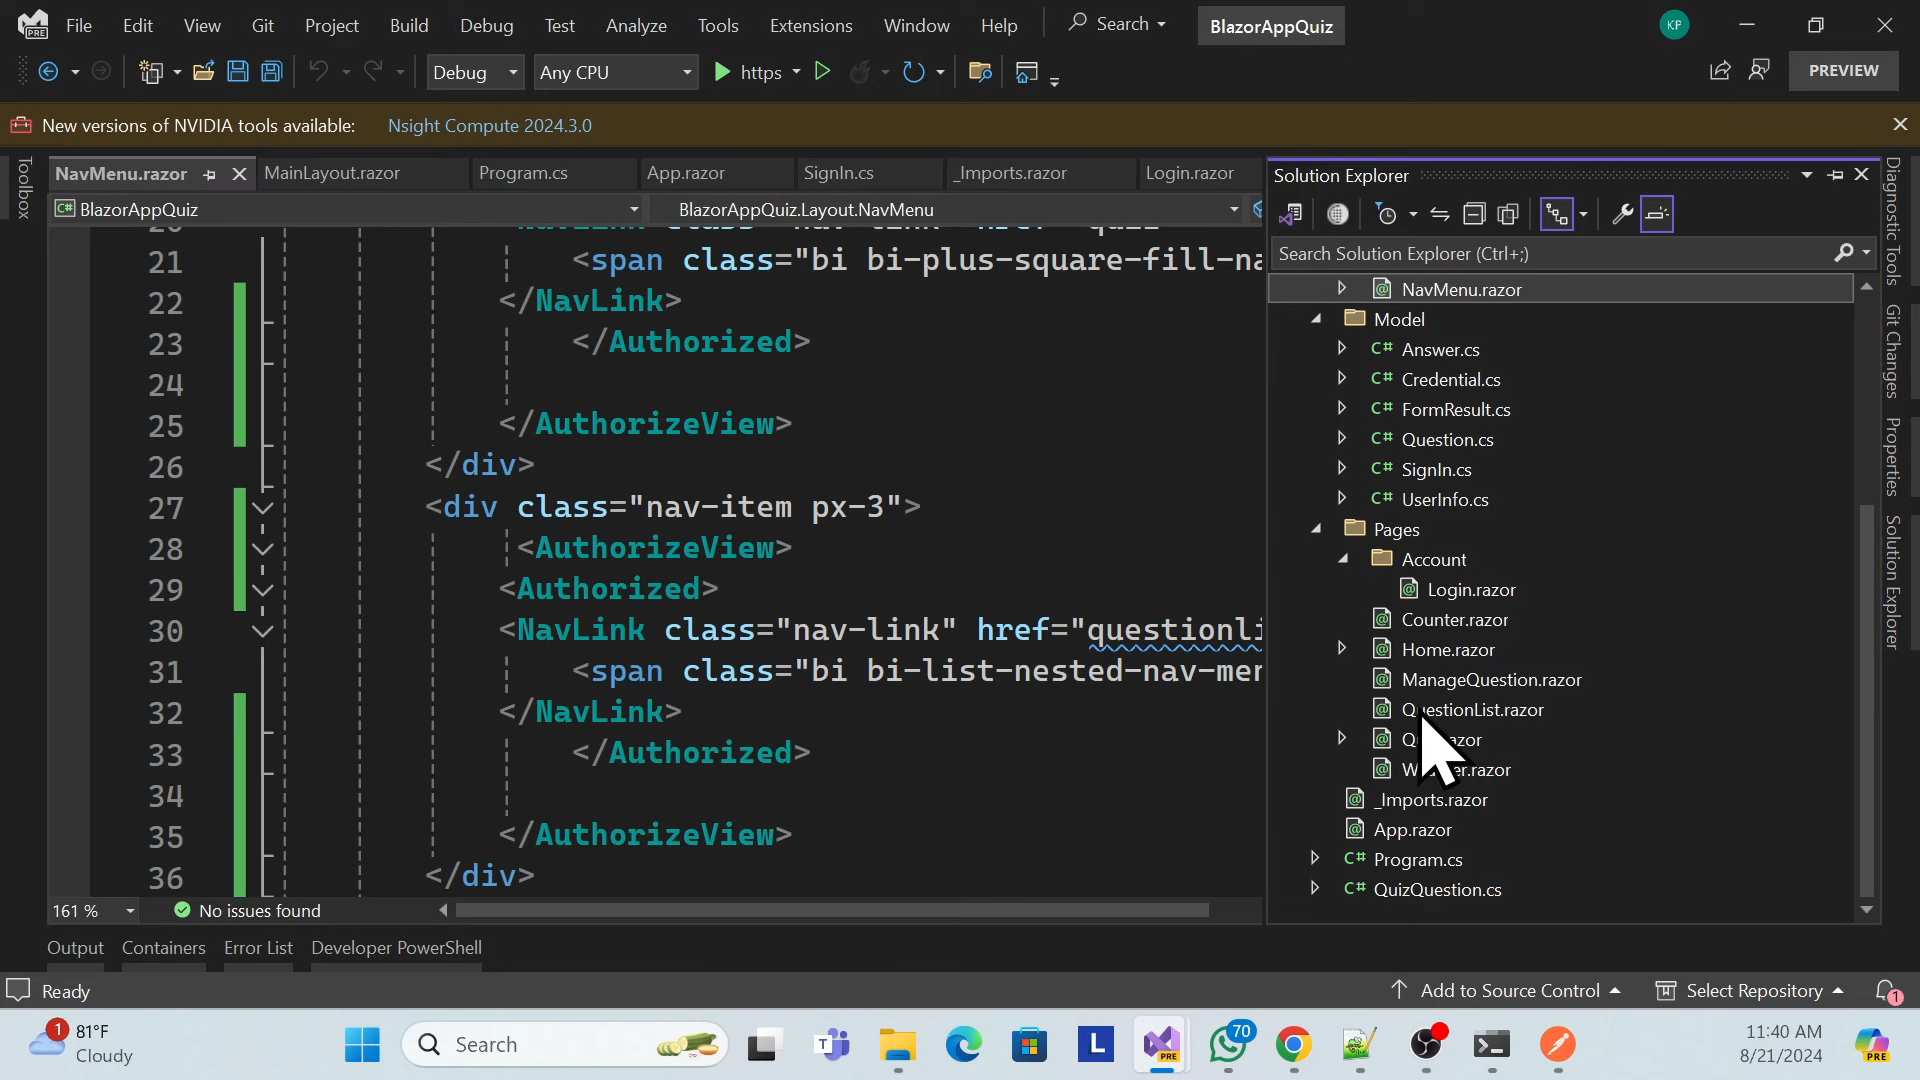 File Edit View Git Project Build Debug Test Analyze Tools Extensions Window Help Search BlazorAppQuiz KP
PRE
Debug Any CPU https PREVIEW
New versions of NVIDIA tools available: Nsight Compute 2024.3.0
Toolbox
NavMenu.razor MainLayout.razor Program.cs App.razor SignIn.cs _Imports.razor Login.razor
C# BlazorAppQuiz BlazorAppQuiz.Layout.NavMenu
21 <span class="bi bi-plus-square-fill-na
22 </NavLink>
23 </Authorized>
24
25 </AuthorizeView>
26 </div>
27 <div class="nav-item px-3">
28 <AuthorizeView>
29 <Authorized>
30 <NavLink class="nav-link" href="questionli
31 <span class="bi bi-list-nested-nav-men
32 </NavLink>
33 </Authorized>
34
35 </AuthorizeView>
36 </div>
161 % No issues found
Solution Explorer
Search Solution Explorer (Ctrl+;)
NavMenu.razor
Model
C# Answer.cs
C# Credential.cs
C# FormResult.cs
C# Question.cs
C# SignIn.cs
C# UserInfo.cs
Pages
Account
Login.razor
Counter.razor
Home.razor
ManageQuestion.razor
QuestionList.razor
_Imports.razor
App.razor
C# Program.cs
C# QuizQuestion.cs
Diagnostic Tools
Git Changes
Properties
Solution Explorer
Output Containers Error List Developer PowerShell
Ready Add to Source Control Select Repository 1
1 81°F
Cloudy
Search L PRE 70
11:40 AM
8/21/2024
PRE